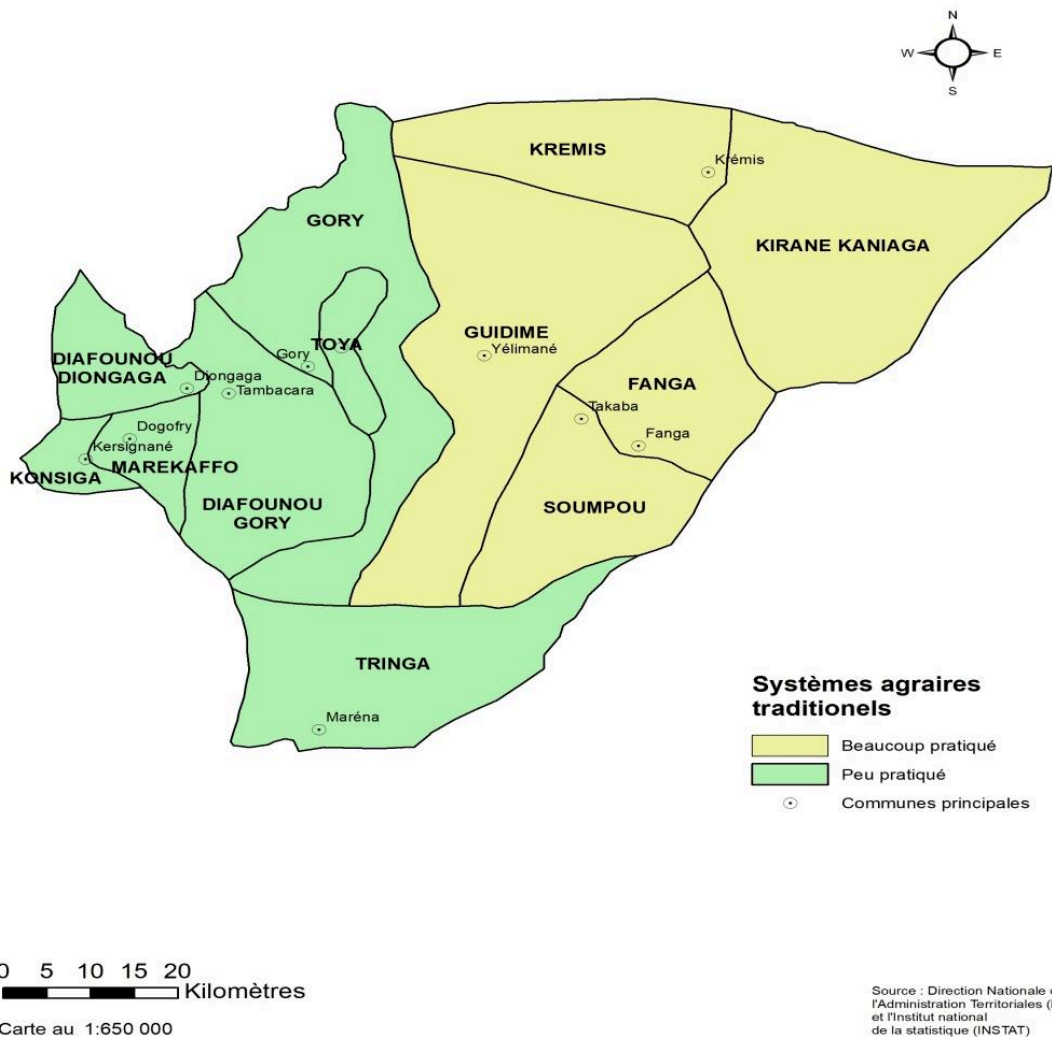 N
W E
S
KREMIS
Krémis
GORY
KIRANE KANIAGA
GUIDIME
Yélimané
TOYA
Gory
DIAFOUNOU
DIONGAGA
Diongaga
Tambacara
FANGA
Takaba
Fanga
Dogofry
Kersignané
MAREKAFFO
KONSIGA
DIAFOUNOU
GORY
SOUMPOU
TRINGA
Maréna
Systèmes agraires
traditionels
Beaucoup pratiqué
Peu pratiqué
Communes principales
0 5 10 15 20
Kilomètres
Carte au 1:650 000
Source : Direction Nationale
l'Administration Territoriales
et l'Institut national
de la statistique (INSTAT)